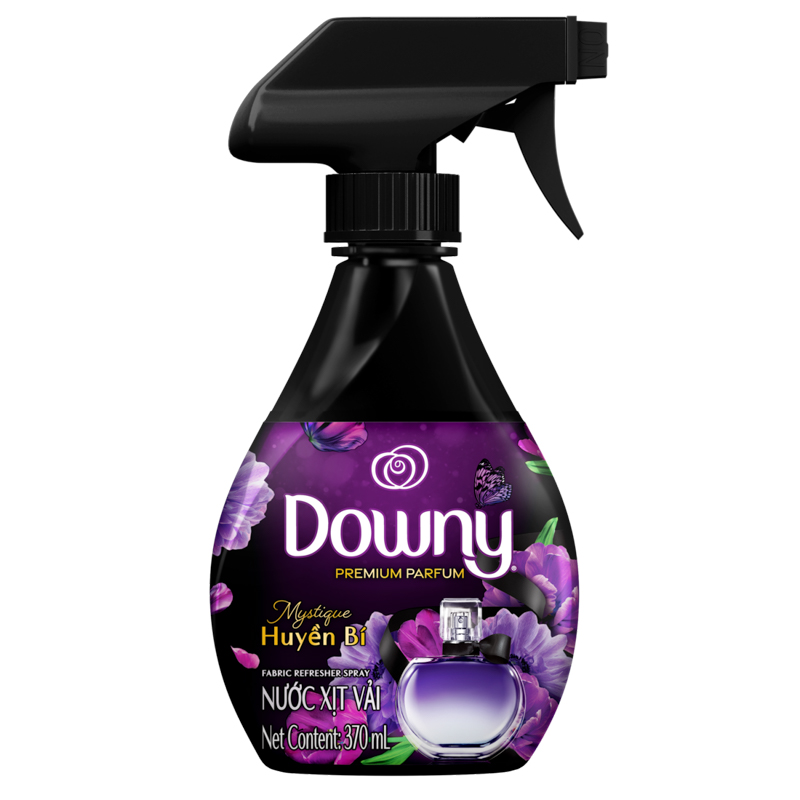 Downy
PREMIUM PARFUM
Mystique
Huyền Bí
FABRIC REFRESHER SPRAY
NƯỚC XỊT VẢI
Net Content: 370 mL